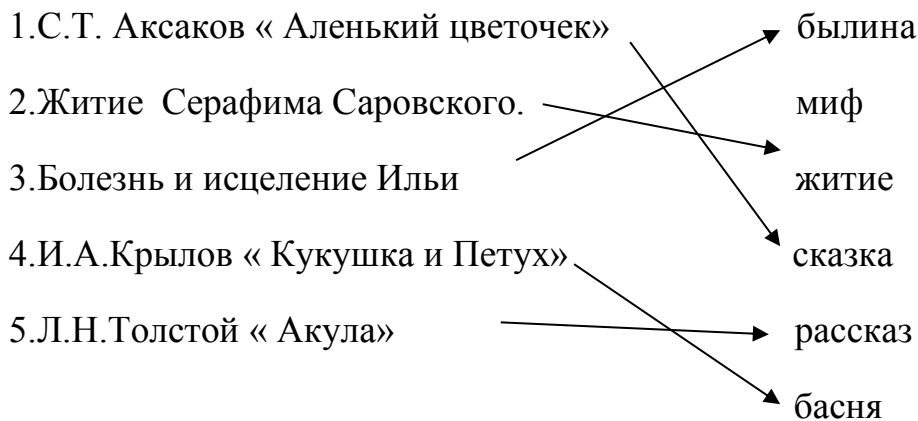 1.С.Т. Аксаков « Аленький цветочек» былина
2.Житие Серафима Саровского. миф
3.Болезнь и исцеление Ильи житие
4.И.А.Крылов « Кукушка и Петух» сказка
5.Л.Н.Толстой « Акула» рассказ
басня